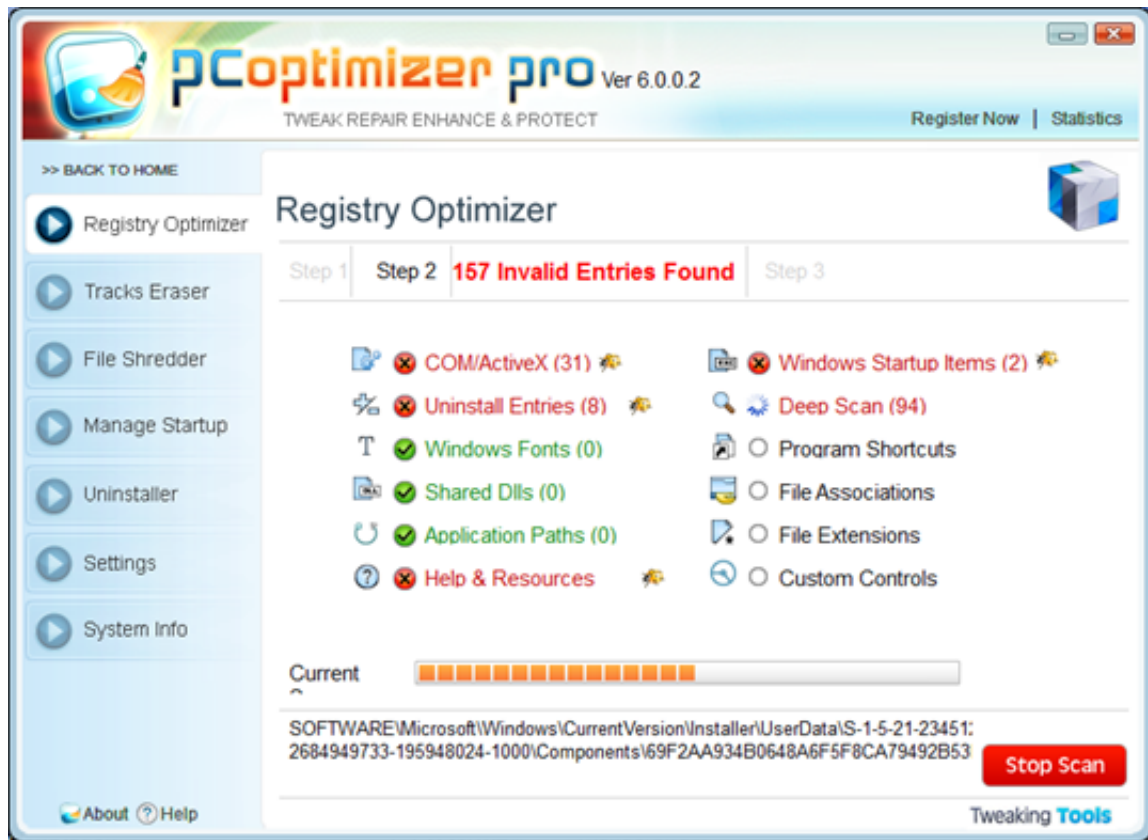 PCoptimizer pro Ver 6.0.0.2
TWEAK REPAIR ENHANCE & PROTECT
Register Now | Statistics
>> BACK TO HOME
Registry Optimizer
Tracks Eraser
File Shredder
Manage Startup
Uninstaller
Settings
System Info
About ? Help
Registry Optimizer
Step 1 Step 2 157 Invalid Entries Found Step 3
COM/ActiveX (31)
Uninstall Entries (8)
Windows Fonts (0)
Shared Dlls (0)
Application Paths (0)
Help & Resources
Windows Startup Items (2)
Deep Scan (94)
Program Shortcuts
File Associations
File Extensions
Custom Controls
Current
SOFTWARE\Microsoft\Windows\CurrentVersion\Installer\UserData\S-1-5-21-23451
2684949733-195948024-1000\Components\69F2AA934B0648A6F5F8CA79492B53
Stop Scan
Tweaking Tools